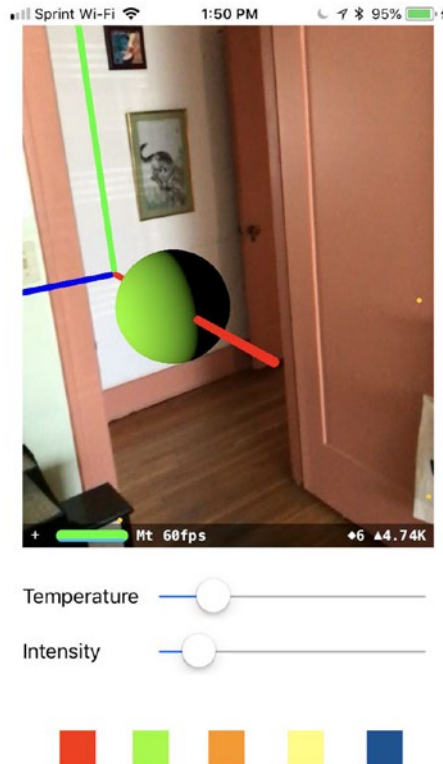 Sprint Wi-Fi 1:50 PM 95%
+ Mt 60fps ◆6 ▲4.74K
Temperature
Intensity